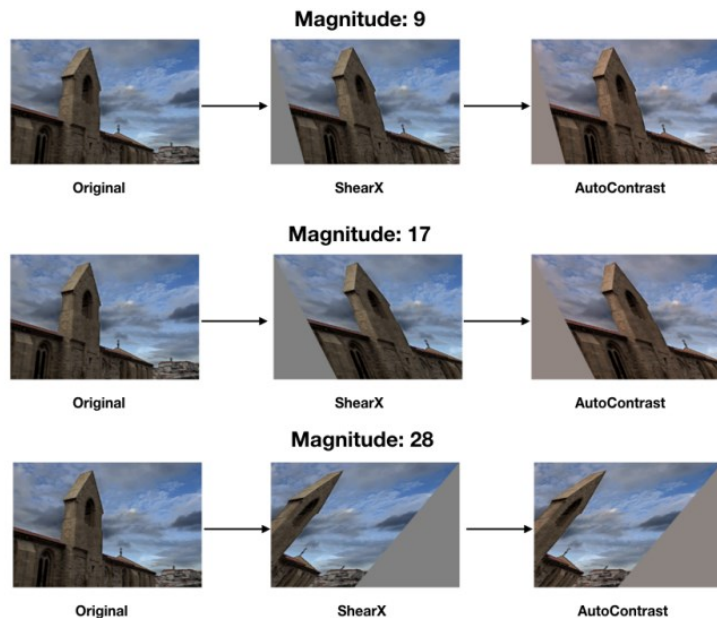 Magnitude: 9
Original
ShearX
AutoContrast
Magnitude: 17
Original
ShearX
AutoContrast
Magnitude: 28
Original
ShearX
AutoContrast